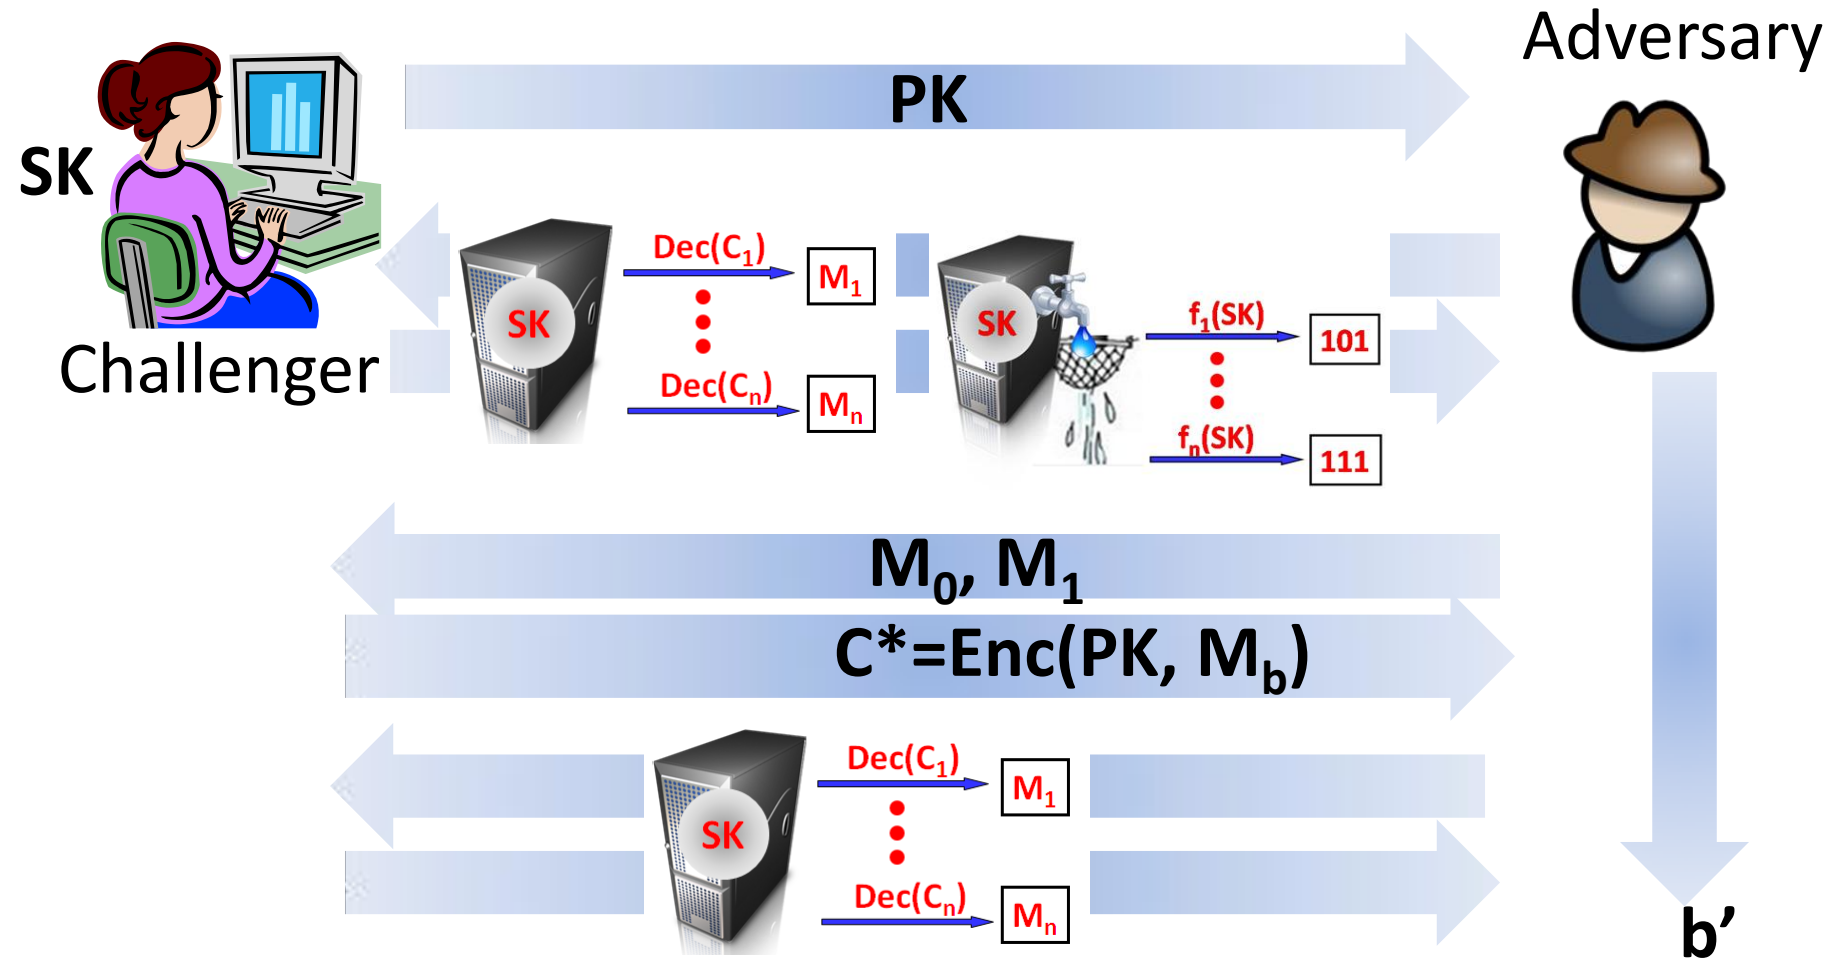 Adversary
PK
SK
Challenger
SK
Dec(C₁)
M₁
Dec(Cₙ)
Mₙ
SK
f₁(SK)
101
fₙ(SK)
111
M₀, M₁
C*=Enc(PK, M_b)
SK
Dec(C₁)
M₁
Dec(Cₙ)
Mₙ
b’